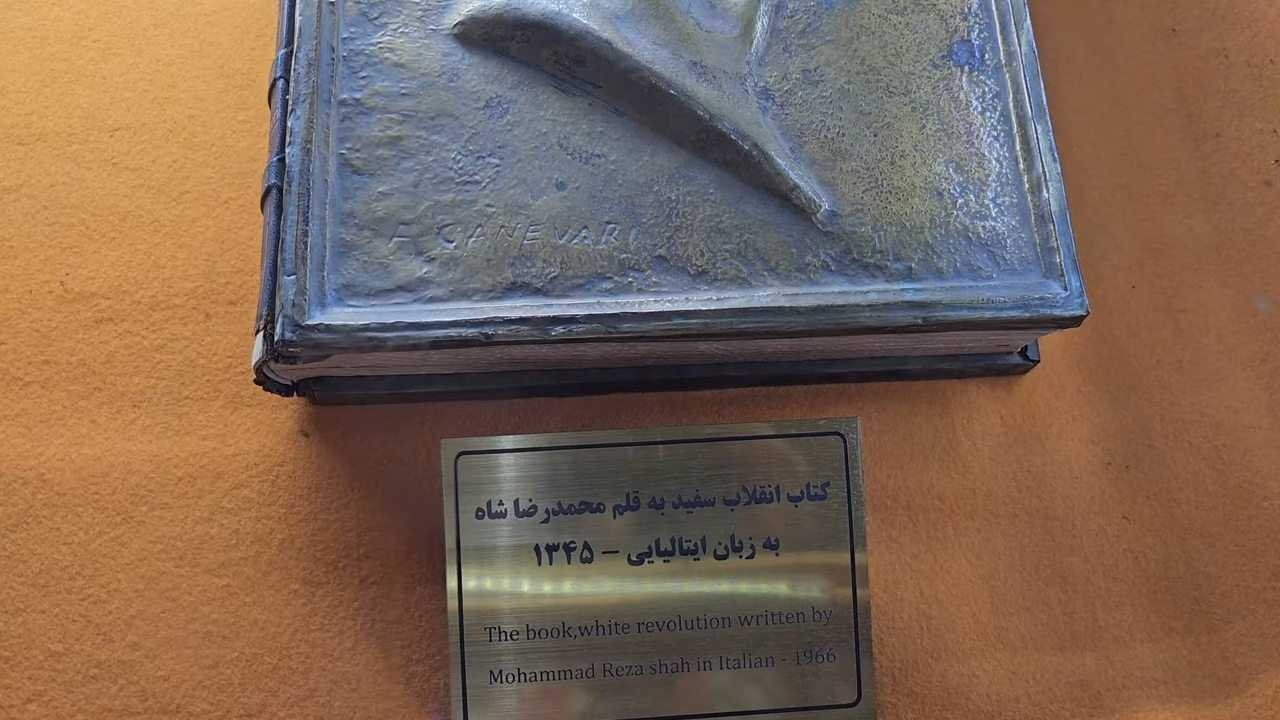 F CANEVARI
کتاب انقلاب سفید به قلم محمدرضا شاه
به زبان ایتالیایی – ۱۳۴۵
The book,white revolution written by
Mohammad Reza shah in Italian - 1966